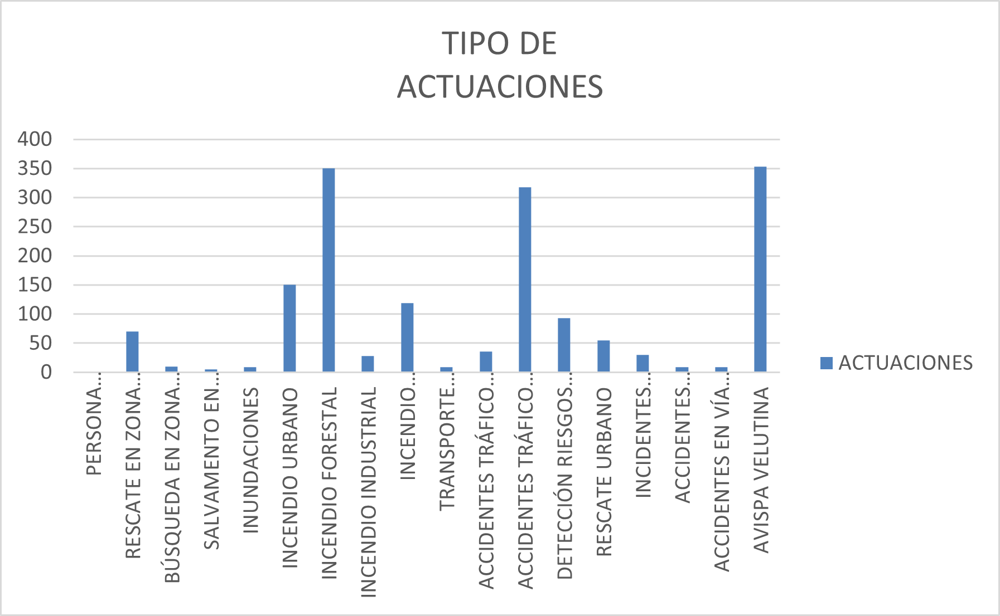 TIPO DE
ACTUACIONES
400
350
300
250
200
150
100
50
0
PERSONA...
RESCATE EN ZONA...
BÚSQUEDA EN ZONA...
SALVAMENTO EN...
INUNDACIONES
INCENDIO URBANO
INCENDIO FORESTAL
INCENDIO INDUSTRIAL
INCENDIO...
TRANSPORTE...
ACCIDENTES TRÁFICO...
ACCIDENTES TRÁFICO...
DETECCIÓN RIESGOS...
RESCATE URBANO
INCIDENTES...
ACCIDENTES...
ACCIDENTES EN VÍA...
AVISPA VELUTINA
ACTUACIONES